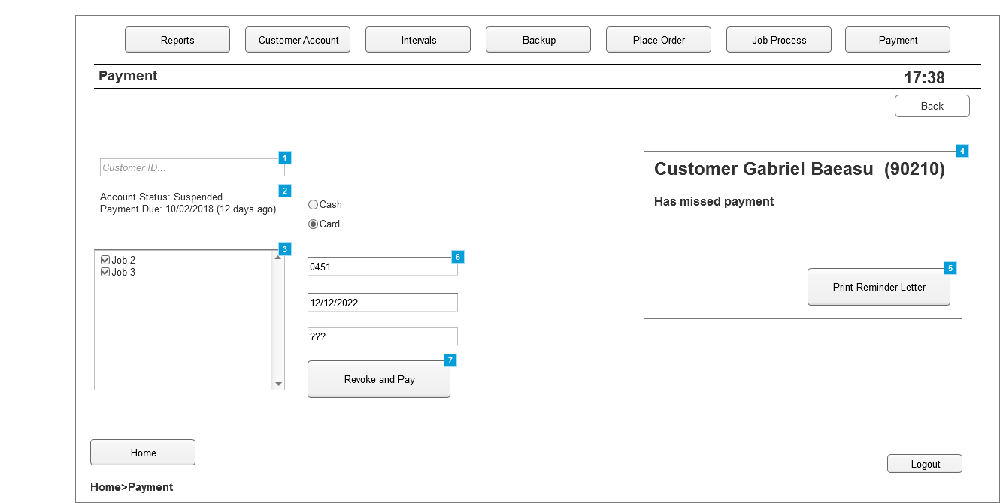 Reports Customer Account Intervals Backup Place Order Job Process Payment
Payment 17:38
Back
1
Customer ID...
4
Customer Gabriel Baeasu (90210)
Has missed payment
2
Account Status: Suspended
Payment Due: 10/02/2018 (12 days ago)
Cash
Card
3
Job 2
Job 3
6
0451
12/12/2022
???
5
Print Reminder Letter
7
Revoke and Pay
Home
Logout
Home>Payment